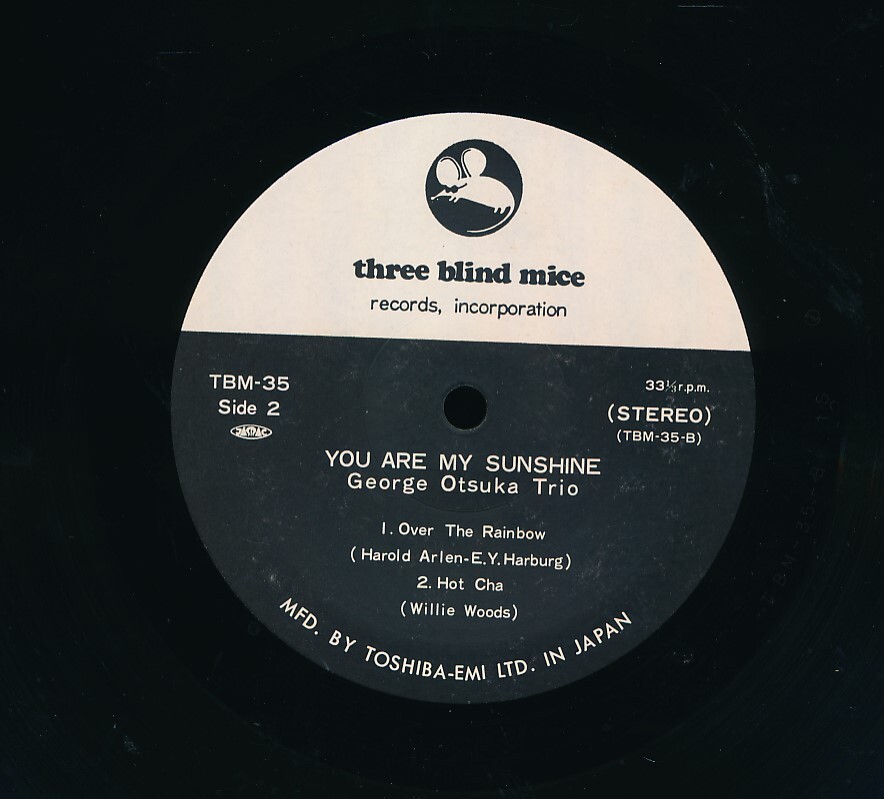 three blind mice
records, incorporation
TBM-35
Side 2
JASRAC
33⅓r.p.m.
(STEREO)
(TBM-35-B)
YOU ARE MY SUNSHINE
George Otsuka Trio
1. Over The Rainbow
(Harold Arlen-E.Y. Harburg)
2. Hot Cha
(Willie Woods)
MFD. BY TOSHIBA-EMI LTD. IN JAPAN